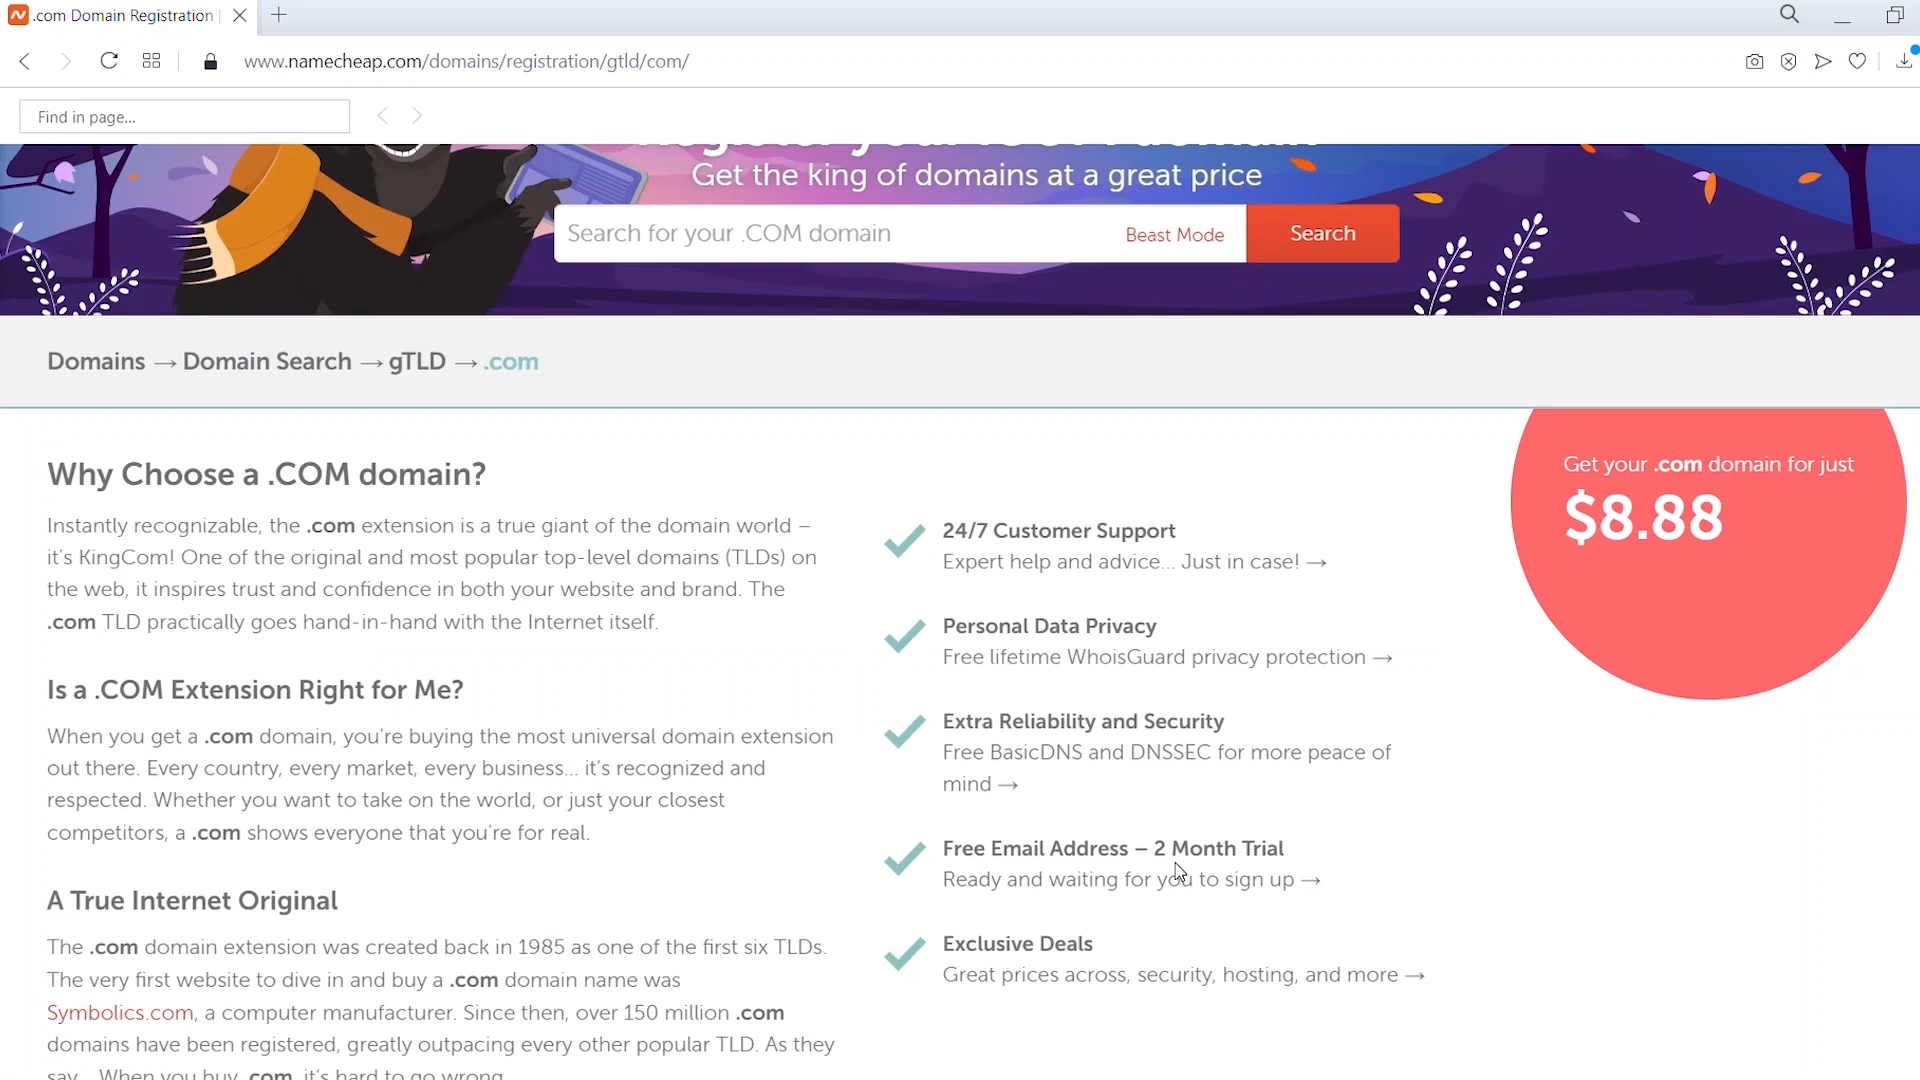 .com Domain Registration
www.namecheap.com/domains/registration/gtld/com/
Find in page...
Register your .COM domain
Get the king of domains at a great price
Search for your .COM domain
Beast Mode
Search
Domains → Domain Search → gTLD → .com
Get your .com domain for just
$8.88
Why Choose a .COM domain?
Instantly recognizable, the .com extension is a true giant of the domain world –
it's KingCom! One of the original and most popular top-level domains (TLDs) on
the web, it inspires trust and confidence in both your website and brand. The
.com TLD practically goes hand-in-hand with the Internet itself.
Is a .COM Extension Right for Me?
When you get a .com domain, you're buying the most universal domain extension
out there. Every country, every market, every business... it's recognized and
respected. Whether you want to take on the world, or just your closest
competitors, a .com shows everyone that you're for real.
A True Internet Original
The .com domain extension was created back in 1985 as one of the first six TLDs.
The very first website to dive in and buy a .com domain name was
Symbolics.com, a computer manufacturer. Since then, over 150 million .com
domains have been registered, greatly outpacing every other popular TLD. As they
say... When you buy .com, it's hard to go wrong.
24/7 Customer Support
Expert help and advice... Just in case! →
Personal Data Privacy
Free lifetime WhoisGuard privacy protection →
Extra Reliability and Security
Free BasicDNS and DNSSEC for more peace of
mind →
Free Email Address – 2 Month Trial
Ready and waiting for you to sign up →
Exclusive Deals
Great prices across, security, hosting, and more →